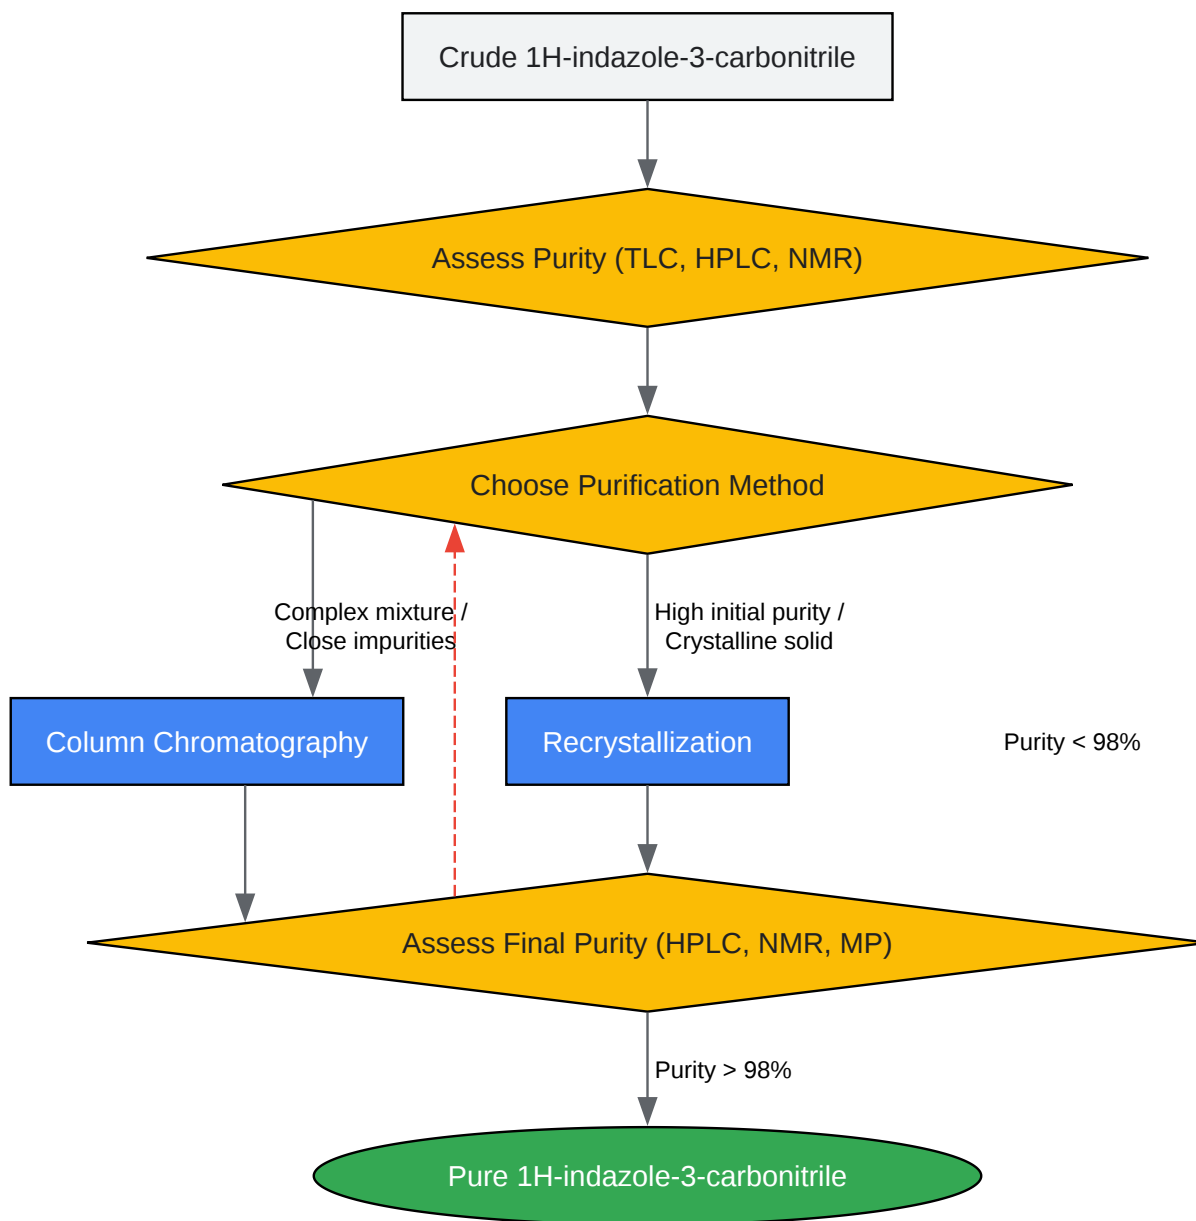 Crude 1H-indazole-3-carbonitrile
Assess Purity (TLC, HPLC, NMR)
Choose Purification Method
Complex mixture /
Close impurities
High initial purity /
Crystalline solid
Column Chromatography
Recrystallization
Purity < 98%
Assess Final Purity (HPLC, NMR, MP)
Purity > 98%
Pure 1H-indazole-3-carbonitrile